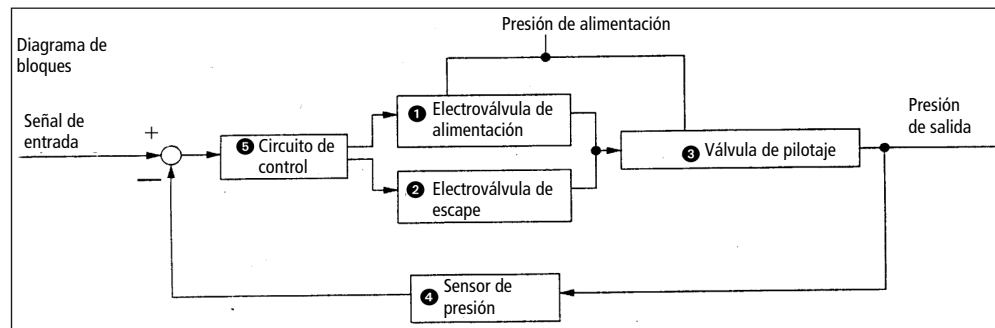 Presión de alimentación
Diagrama de
bloques
Señal de
entrada
+
—
❺ Circuito de
control
❶ Electroválvula de
alimentación
❷ Electroválvula de
escape
❸ Válvula de pilotaje
Presión
de salida
❹ Sensor de
presión